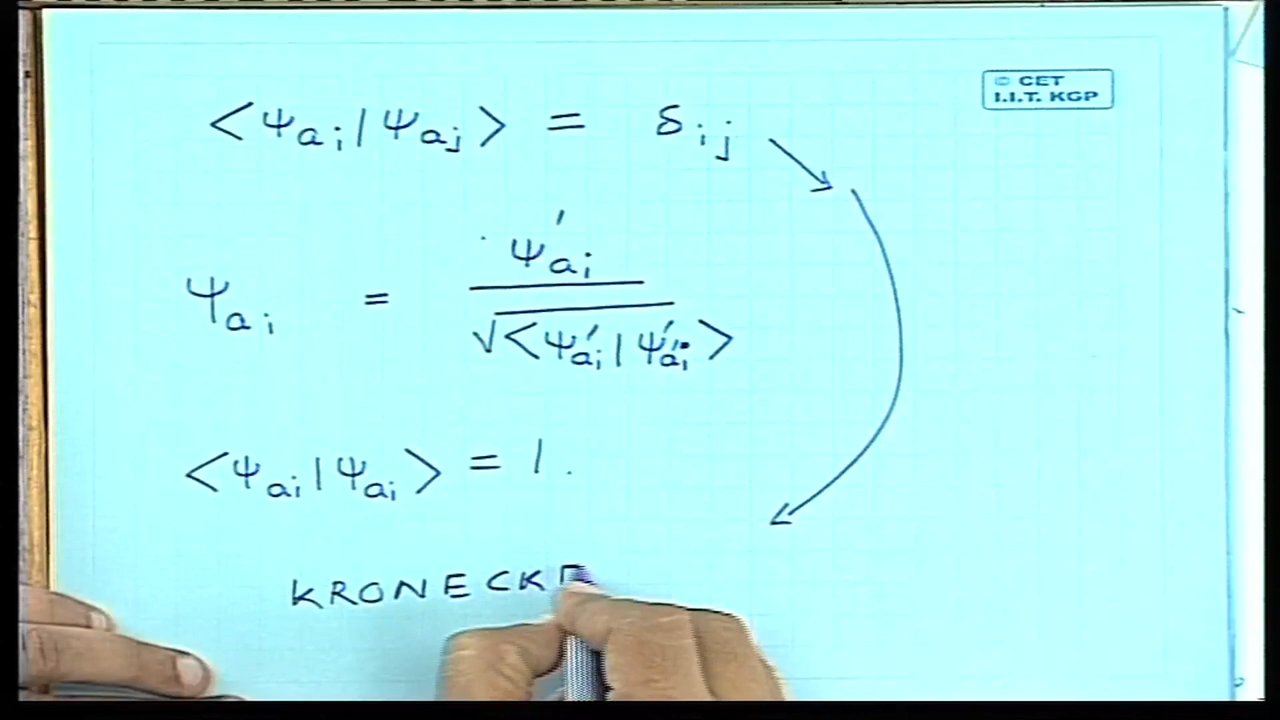 © CET
I.I.T. KGP
<ψai|ψaj> = δij
ψai = ψ'ai / √<ψ'ai|ψ'ai>
<ψai|ψai> = 1.
KRONECK